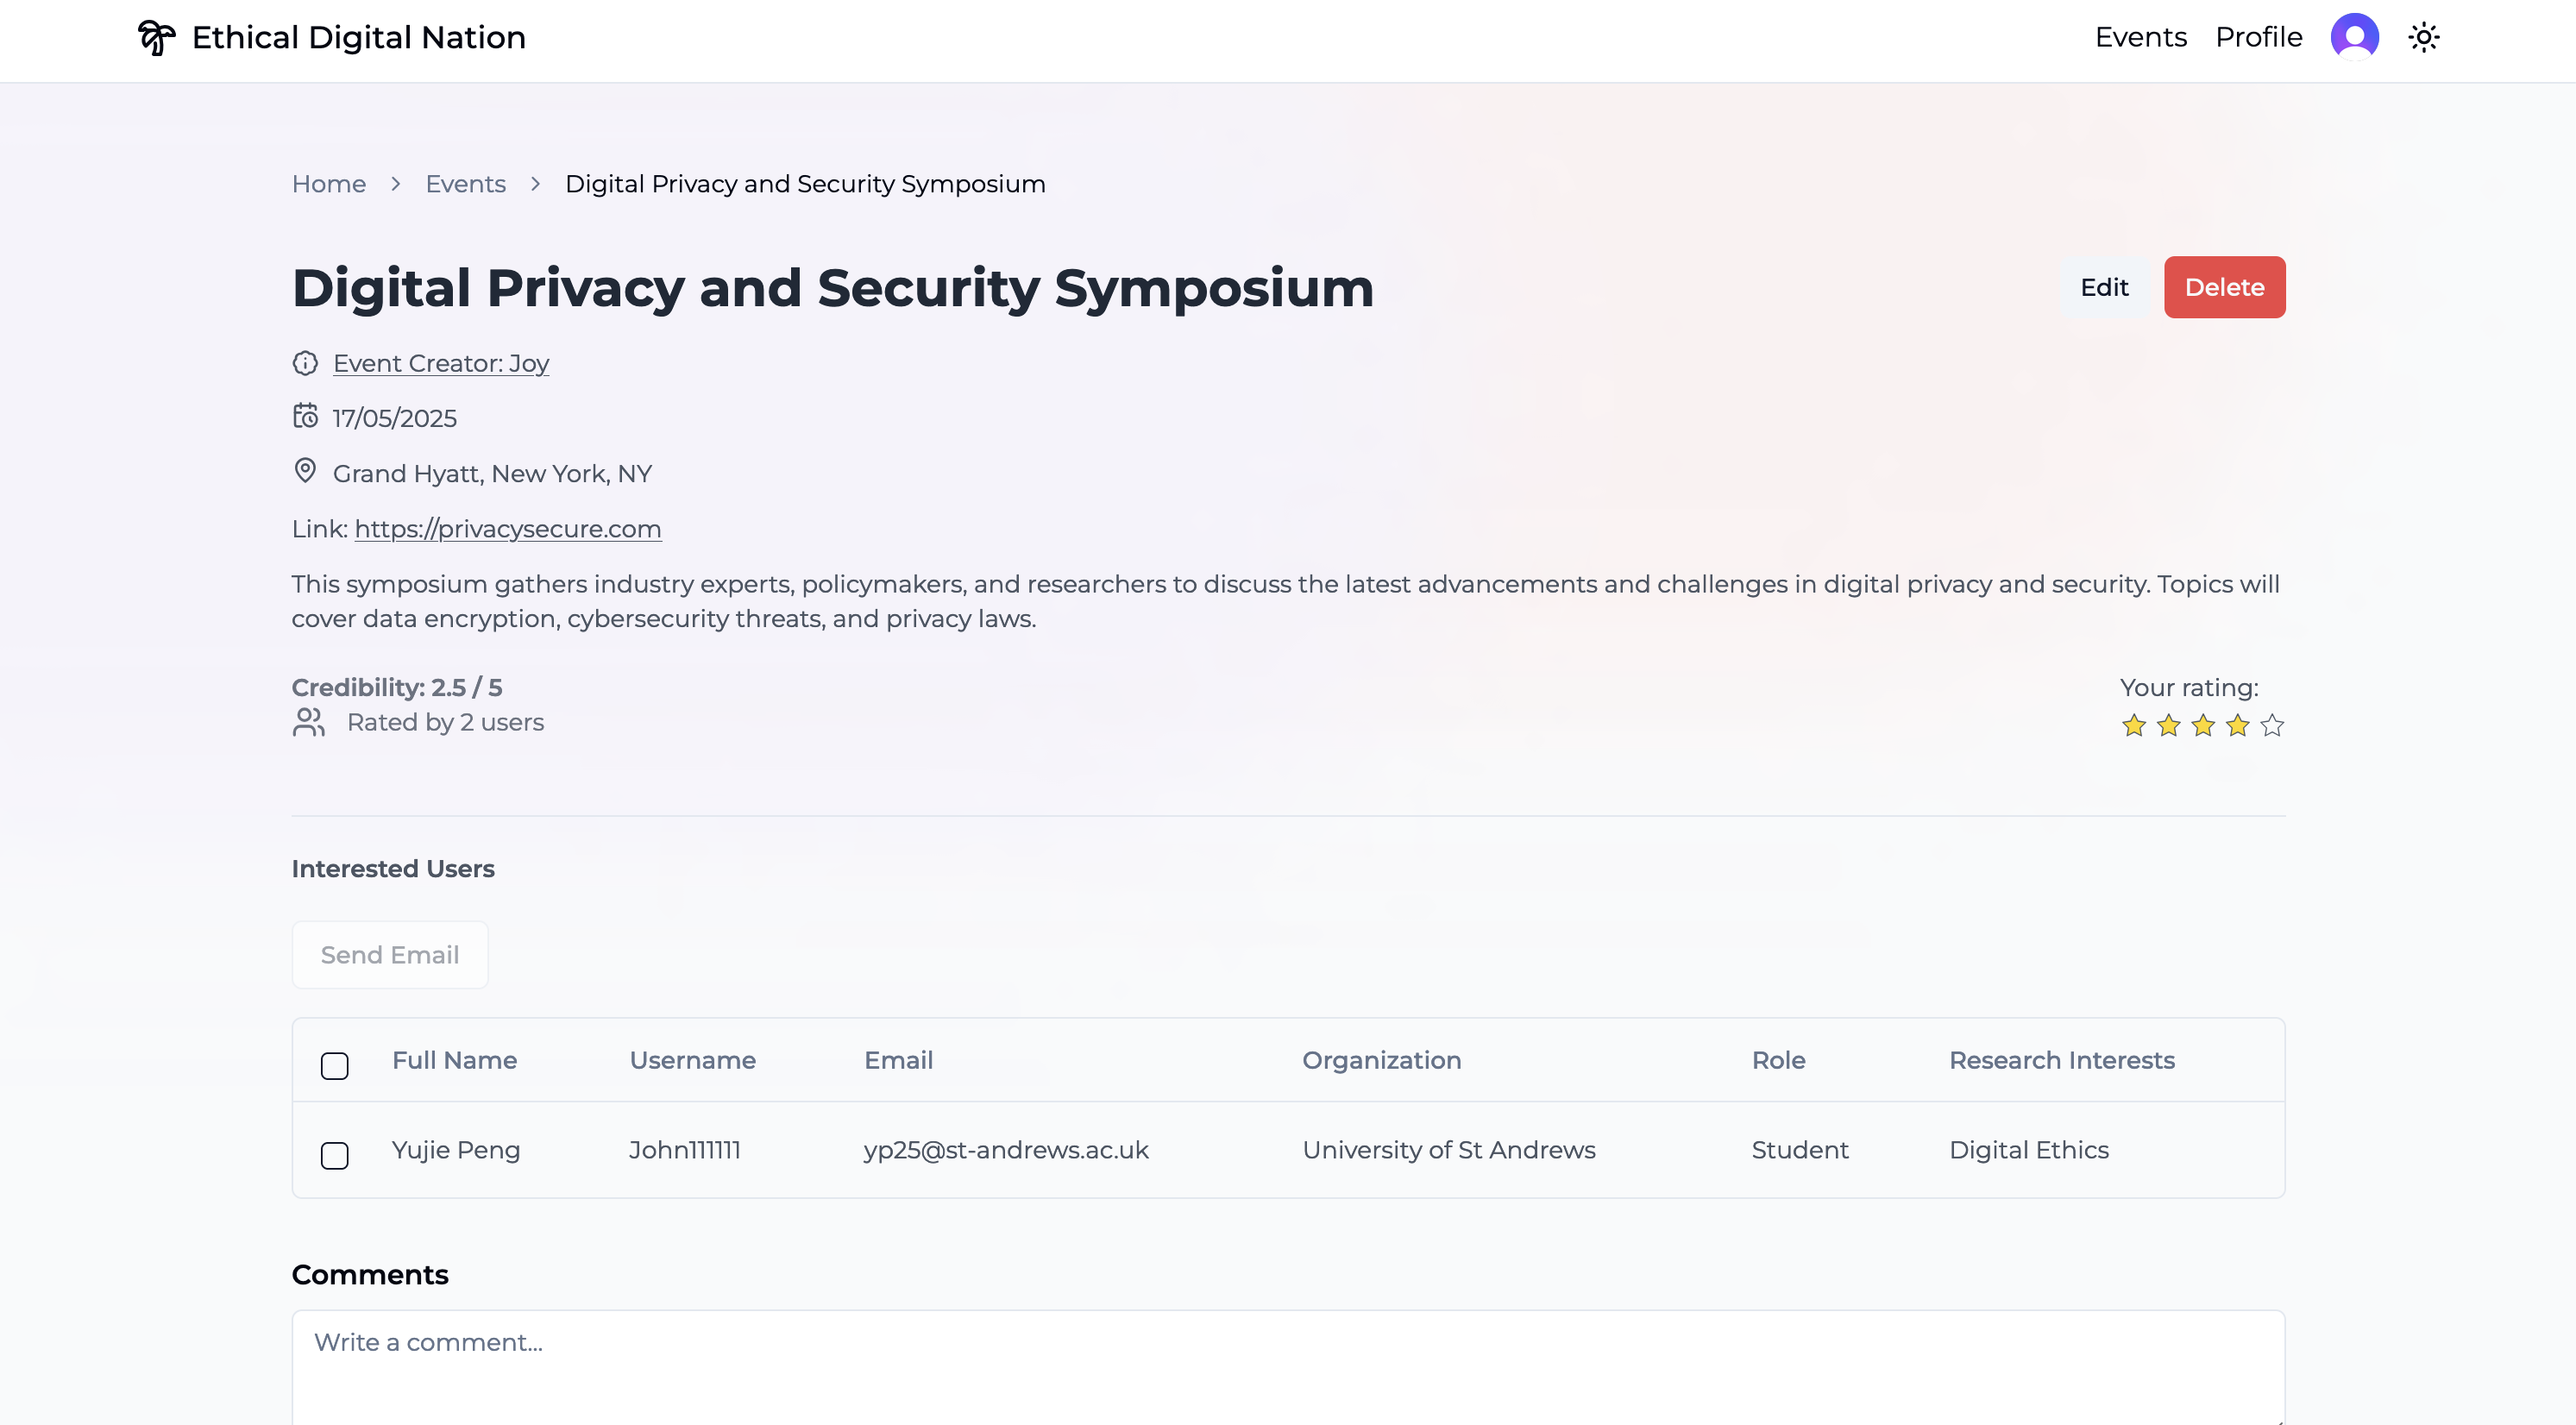 Ethical Digital Nation
Events Profile
Home Events Digital Privacy and Security Symposium
Digital Privacy and Security Symposium
Edit Delete
Event Creator: Joy
17/05/2025
Grand Hyatt, New York, NY
Link: https://privacysecure.com
This symposium gathers industry experts, policymakers, and researchers to discuss the latest advancements and challenges in digital privacy and security. Topics will
cover data encryption, cybersecurity threats, and privacy laws.
Credibility: 2.5 / 5
Rated by 2 users
Your rating:
Interested Users
Send Email
Full Name Username Email Organization Role Research Interests
Yujie Peng John111111 yp25@st-andrews.ac.uk University of St Andrews Student Digital Ethics
Comments
Write a comment...